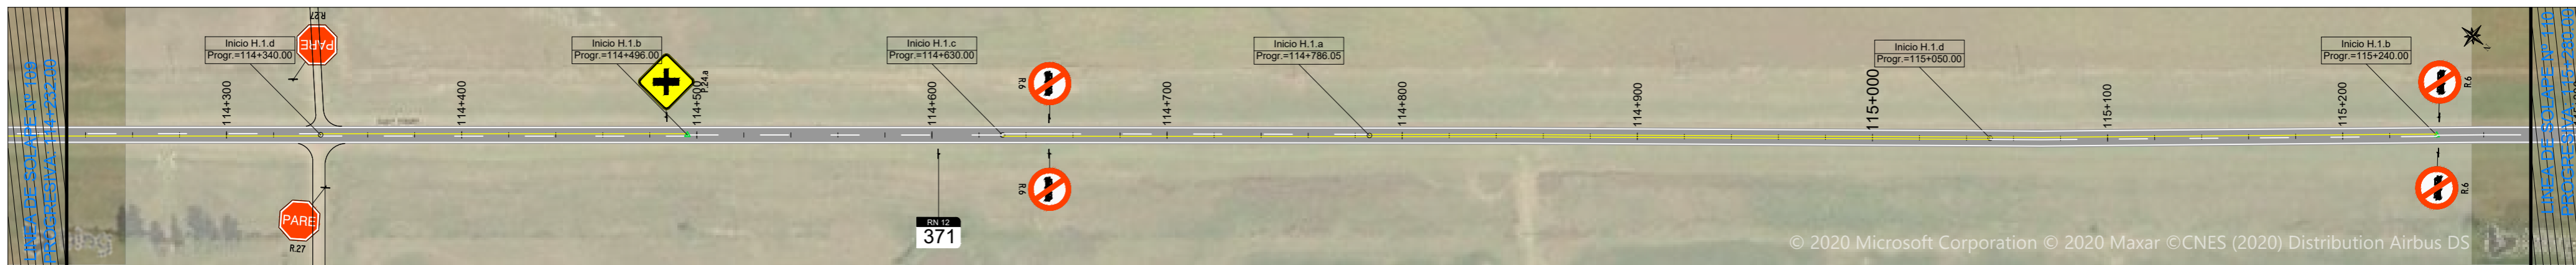 LINEA DE SOLAPE Nº 109
PROGRESIVA: 114+232.00
R.27
PARE
Inicio H.1.d
Progr.=114+340.00
114+300
PARE
R.27
114+400
Inicio H.1.b
Progr.=114+496.00
P.24.a
114+500
Inicio H.1.c
Progr.=114+630.00
114+600
RN 12
371
R.6
R.6
114+700
Inicio H.1.a
Progr.=114+786.05
114+800
114+900
115+000
Inicio H.1.d
Progr.=115+050.00
115+100
115+200
Inicio H.1.b
Progr.=115+240.00
R.6
R.6
LINEA DE SOLAPE Nº 110
© 2020 Microsoft Corporation © 2020 Maxar ©CNES (2020) Distribution Airbus DS